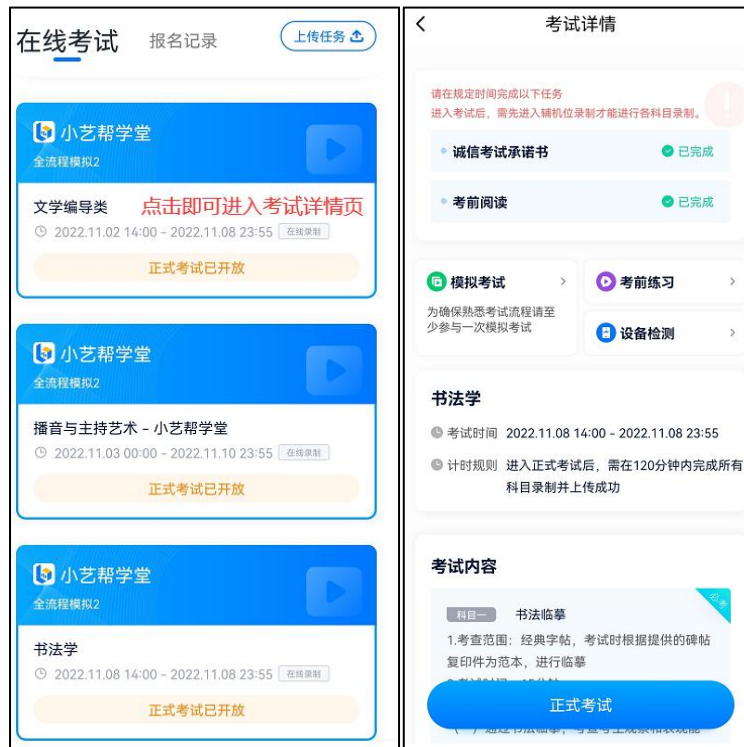 在线考试
报名记录
上传任务
小艺帮学堂
全流程模拟2
文学编导类
点击即可进入考试详情页
2022.11.02 14:00 - 2022.11.08 23:55
在线录制
正式考试已开放
小艺帮学堂
全流程模拟2
播音与主持艺术 - 小艺帮学堂
2022.11.03 00:00 - 2022.11.10 23:55
在线录制
正式考试已开放
小艺帮学堂
全流程模拟2
书法学
2022.11.08 14:00 - 2022.11.08 23:55
在线录制
正式考试已开放
考试详情
请在规定时间完成以下任务
进入考试后，需先进入辅机位录制才能进行各科目录制。
诚信考试承诺书
已完成
考前阅读
已完成
模拟考试
为确保熟悉考试流程请至
少参与一次模拟考试
考前练习
设备检测
书法学
考试时间 2022.11.08 14:00 - 2022.11.08 23:55
计时规则 进入正式考试后，需在120分钟内完成所有
科目录制并上传成功
考试内容
必考
科目一 书法临摹
1.考查范围：经典字帖，考试时根据提供的碑帖
复印件为范本，进行临摹
正式考试